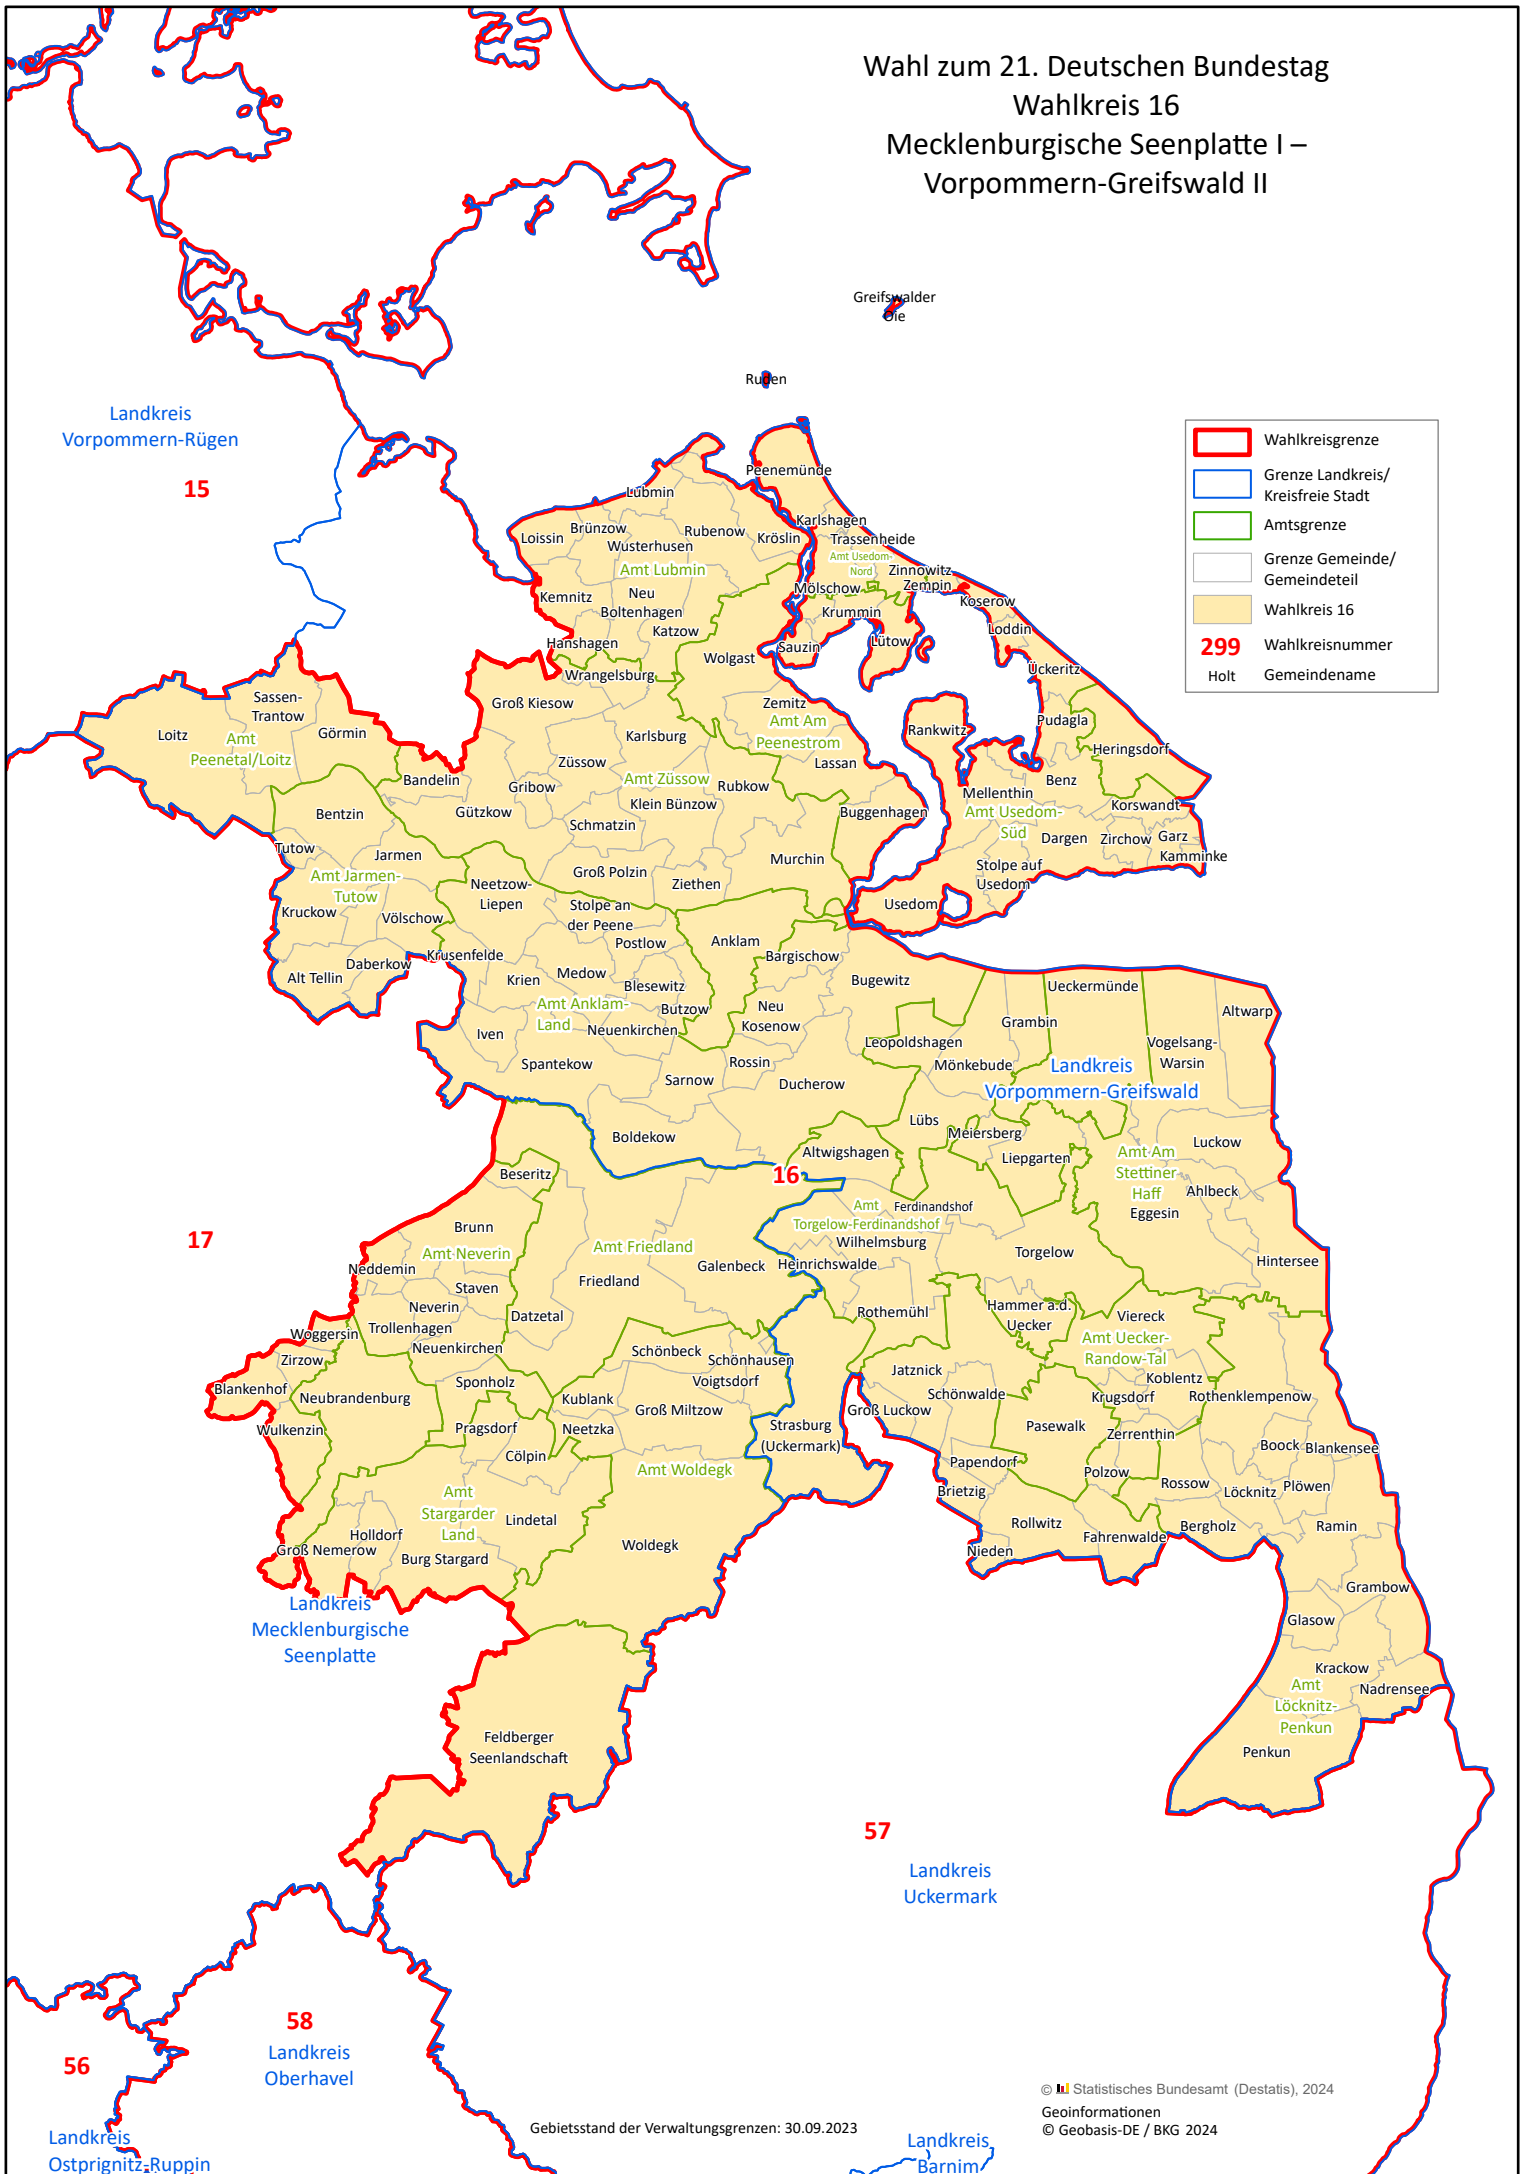 Wahl zum 21. Deutschen Bundestag
Wahlkreis 16
Mecklenburgische Seenplatte I –
Vorpommern-Greifswald II
Greifswalder
Oie
Ruden
Landkreis
Vorpommern-Rügen
15
Wahlkreisgrenze
Grenze Landkreis/
Kreisfreie Stadt
Amtsgrenze
Grenze Gemeinde/
Gemeindeteil
Wahlkreis 16
299 Wahlkreisnummer
Holt Gemeindename
Peenemünde
Lubmin
Karlshagen
Brünzow
Rubenow
Loissin
Kröslin
Trassenheide
Wusterhusen
Amt Usedom-
Nord
Amt Lubmin
Zinnowitz
Zempin
Mölschow
Kemnitz
Neu
Boltenhagen
Koserow
Krummin
Katzow
Loddin
Hanshagen
Sauzin
Lütow
Wolgast
Ückeritz
Wrangelsburg
Sassen-
Trantow
Groß Kiesow
Zemitz
Amt Am
Peenestrom
Pudagla
Rankwitz
Loitz
Görmin
Amt
Peenetal/Loitz
Karlsburg
Heringsdorf
Züssow
Lassan
Bandelin
Amt Züssow
Benz
Gribow
Rubkow
Mellenthin
Klein Bünzow
Korswandt
Bentzin
Gützkow
Buggenhagen
Amt Usedom-
Süd
Schmatzin
Dargen
Zirchow
Garz
Tutow
Jarmen
Murchin
Kamminke
Stolpe auf
Usedom
Amt Jarmen-
Tutow
Groß Polzin
Ziethen
Neetzow-
Liepen
Usedom
Stolpe an
der Peene
Kruckow
Völschow
Postlow
Anklam
Krusenfelde
Bargischow
Daberkow
Alt Tellin
Krien
Medow
Blesewitz
Bugewitz
Ueckermünde
Amt Anklam-
Land
Butzow
Neu
Kosenow
Altwarp
Grambin
Iven
Neuenkirchen
Leopoldshagen
Vogelsang-
Warsin
Spantekow
Rossin
Mönkebude
Landkreis
Vorpommern-Greifswald
Sarnow
Ducherow
Lübs
Boldekow
Meiersberg
Luckow
Altwigshagen
Liepgarten
Amt Am
Stettiner
Haff
16
Beseritz
Ahlbeck
Amt
Torgelow-Ferdinandshof
Ferdinandshof
Eggesin
17
Brunn
Wilhelmsburg
Amt Neverin
Amt Friedland
Torgelow
Hintersee
Neddemin
Galenbeck
Heinrichswalde
Friedland
Staven
Neverin
Datzetal
Rothemühl
Hammer a.d.
Uecker
Viereck
Trollenhagen
Woggersin
Neuenkirchen
Amt Uecker-
Randow-Tal
Zirzow
Schönbeck
Schönhausen
Jatznick
Koblentz
Blankenhof
Neubrandenburg
Sponholz
Voigtsdorf
Schönwalde
Krugsdorf
Rothenklempenow
Kublank
Groß Miltzow
Groß Luckow
Wulkenzin
Pragsdorf
Neetzka
Strasburg
(Uckermark)
Pasewalk
Zerrenthin
Cölpin
Boock
Blankensee
Amt Woldegk
Papendorf
Polzow
Rossow
Plöwen
Löcknitz
Brietzig
Amt
Stargarder
Land
Lindetal
Rollwitz
Bergholz
Ramin
Holldorf
Fahrenwalde
Groß Nemerow
Burg Stargard
Woldegk
Nieden
Grambow
Landkreis
Mecklenburgische
Seenplatte
Glasow
Krackow
Amt
Löcknitz-
Penkun
Nadrensee
Feldberger
Seenlandschaft
Penkun
57
Landkreis
Uckermark
58
Landkreis
Oberhavel
56
Landkreis
Ostprignitz-Ruppin
Gebietsstand der Verwaltungsgrenzen: 30.09.2023
Landkreis
Barnim
© Statistisches Bundesamt (Destatis), 2024
Geoinformationen
© Geobasis-DE / BKG 2024